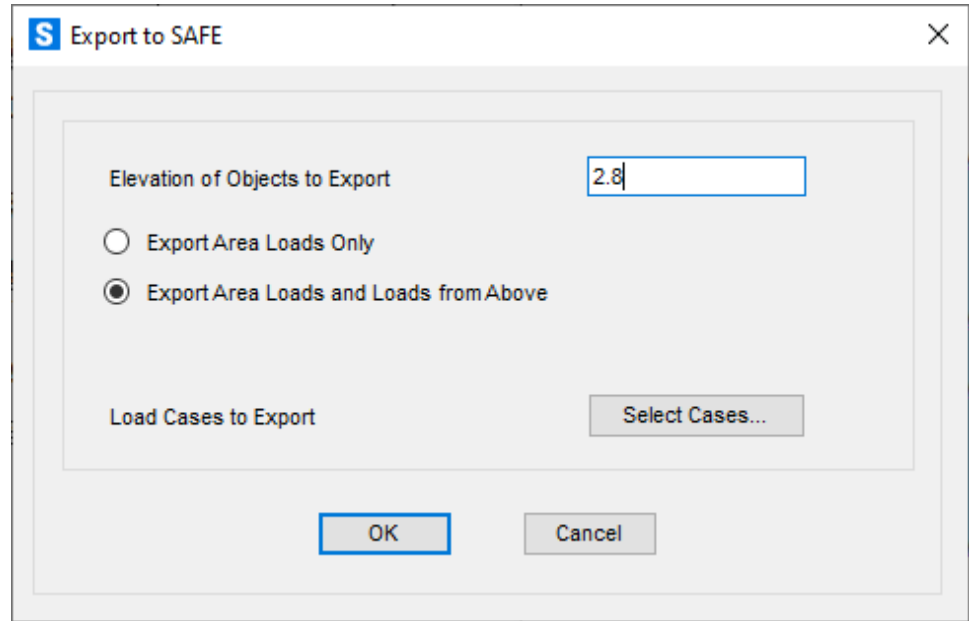 S Export to SAFE
Elevation of Objects to Export 2.8
Export Area Loads Only
Export Area Loads and Loads from Above
Load Cases to Export Select Cases...
OK Cancel